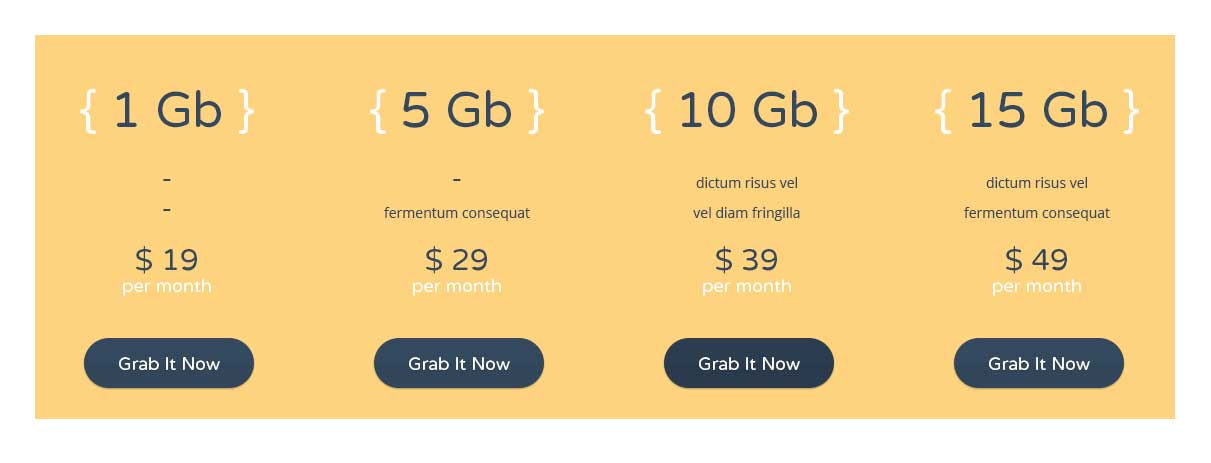 { 1 Gb }
-
-
$ 19
per month
Grab It Now
{ 5 Gb }
-
fermentum consequat
$ 29
per month
Grab It Now
{ 10 Gb }
dictum risus vel
vel diam fringilla
$ 39
per month
Grab It Now
{ 15 Gb }
dictum risus vel
fermentum consequat
$ 49
per month
Grab It Now